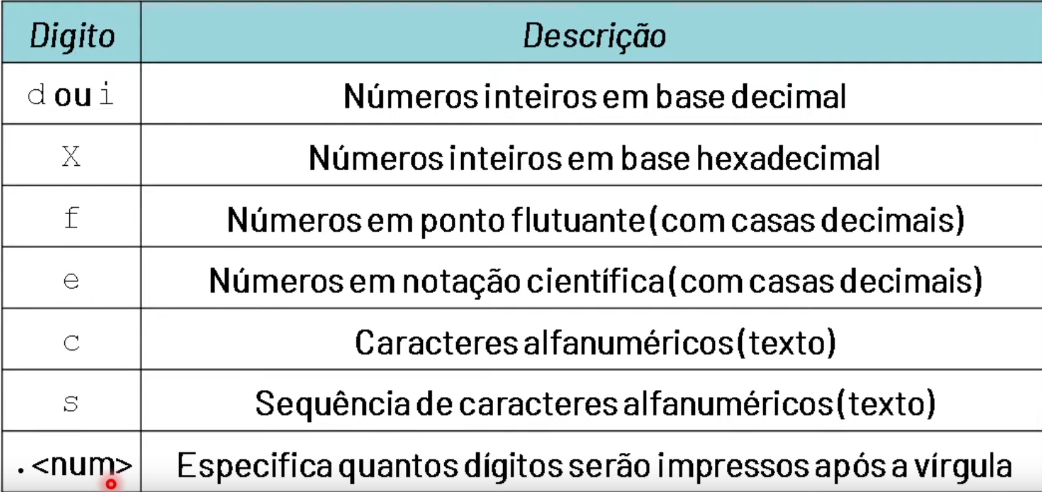 Digito Descrição
d ou i Números inteiros em base decimal
X Números inteiros em base hexadecimal
f Números em ponto flutuante (com casas decimais)
e Números em notação científica (com casas decimais)
c Caracteres alfanuméricos (texto)
s Sequência de caracteres alfanuméricos (texto)
.<num> Especifica quantos dígitos serão impressos após a vírgula